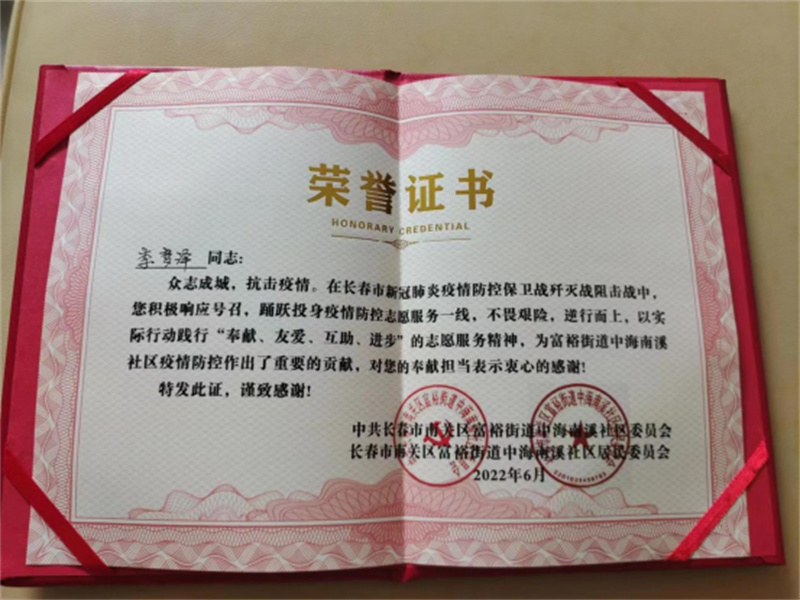 荣誉证书
HONORARY CREDENTIAL
李 泽 同志:
众志成城，抗击疫情。在长春市新冠肺炎疫情防控保卫战歼灭战阻击战中，
您积极响应号召，踊跃投身疫情防控志愿服务一线，不畏艰险，逆行而上，以实
际行动践行“奉献、友爱、互助、进步”的志愿服务精神，为富裕街道中海南溪
社区疫情防控作出了重要的贡献，对您的奉献担当表示衷心的感谢!
特发此证，谨致感谢!
中共长春市南关区富裕街道中海南溪社区委员会
长春市南关区富裕街道中海南溪社区居民委员会
2022年6月